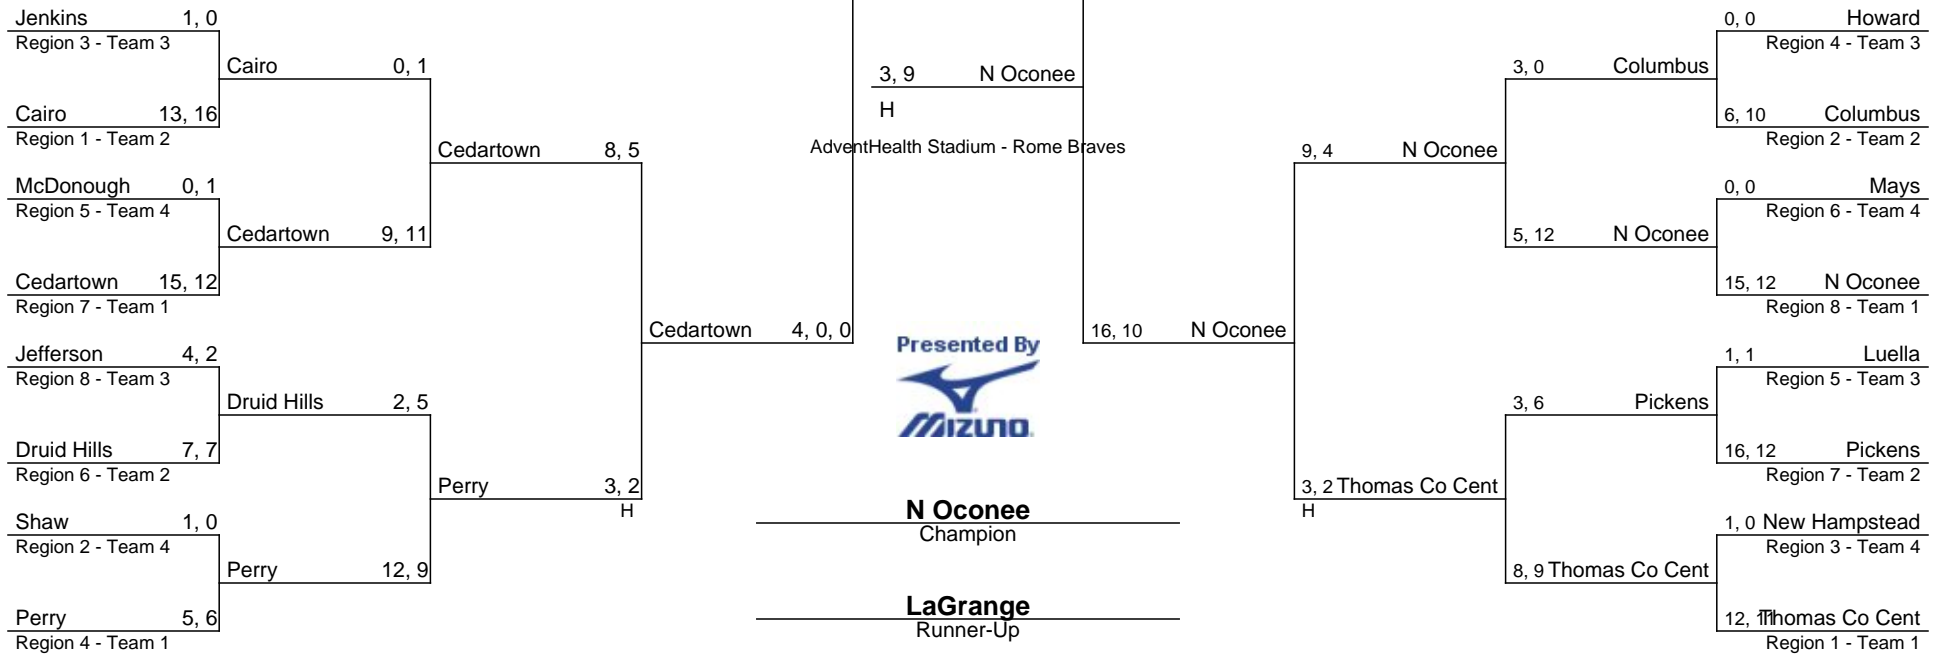 Jenkins 1, 0
Region 3 - Team 3
Cairo 0, 1
Cairo 13, 16
Region 1 - Team 2
Cedartown 8, 5
McDonough 0, 1
Region 5 - Team 4
Cedartown 9, 11
Cedartown 15, 12
Region 7 - Team 1
Cedartown 4, 0, 0
Jefferson 4, 2
Region 8 - Team 3
Druid Hills 2, 5
Druid Hills 7, 7
Region 6 - Team 2
Perry 3, 2
H
Shaw 1, 0
Region 2 - Team 4
Perry 12, 9
Perry 5, 6
Region 4 - Team 1
3, 9 N Oconee
H
AdventHealth Stadium - Rome Braves
Presented By
MIZUNO
N Oconee
Champion
LaGrange
Runner-Up
0, 0 Howard
Region 4 - Team 3
3, 0 Columbus
6, 10 Columbus
Region 2 - Team 2
9, 4 N Oconee
0, 0 Mays
Region 6 - Team 4
5, 12 N Oconee
15, 12 N Oconee
Region 8 - Team 1
16, 10 N Oconee
1, 1 Luella
Region 5 - Team 3
3, 6 Pickens
16, 12 Pickens
Region 7 - Team 2
3, 2 Thomas Co Cent
H
1, 0 New Hampstead
Region 3 - Team 4
8, 9 Thomas Co Cent
12, Thomas Co Cent
Region 1 - Team 1